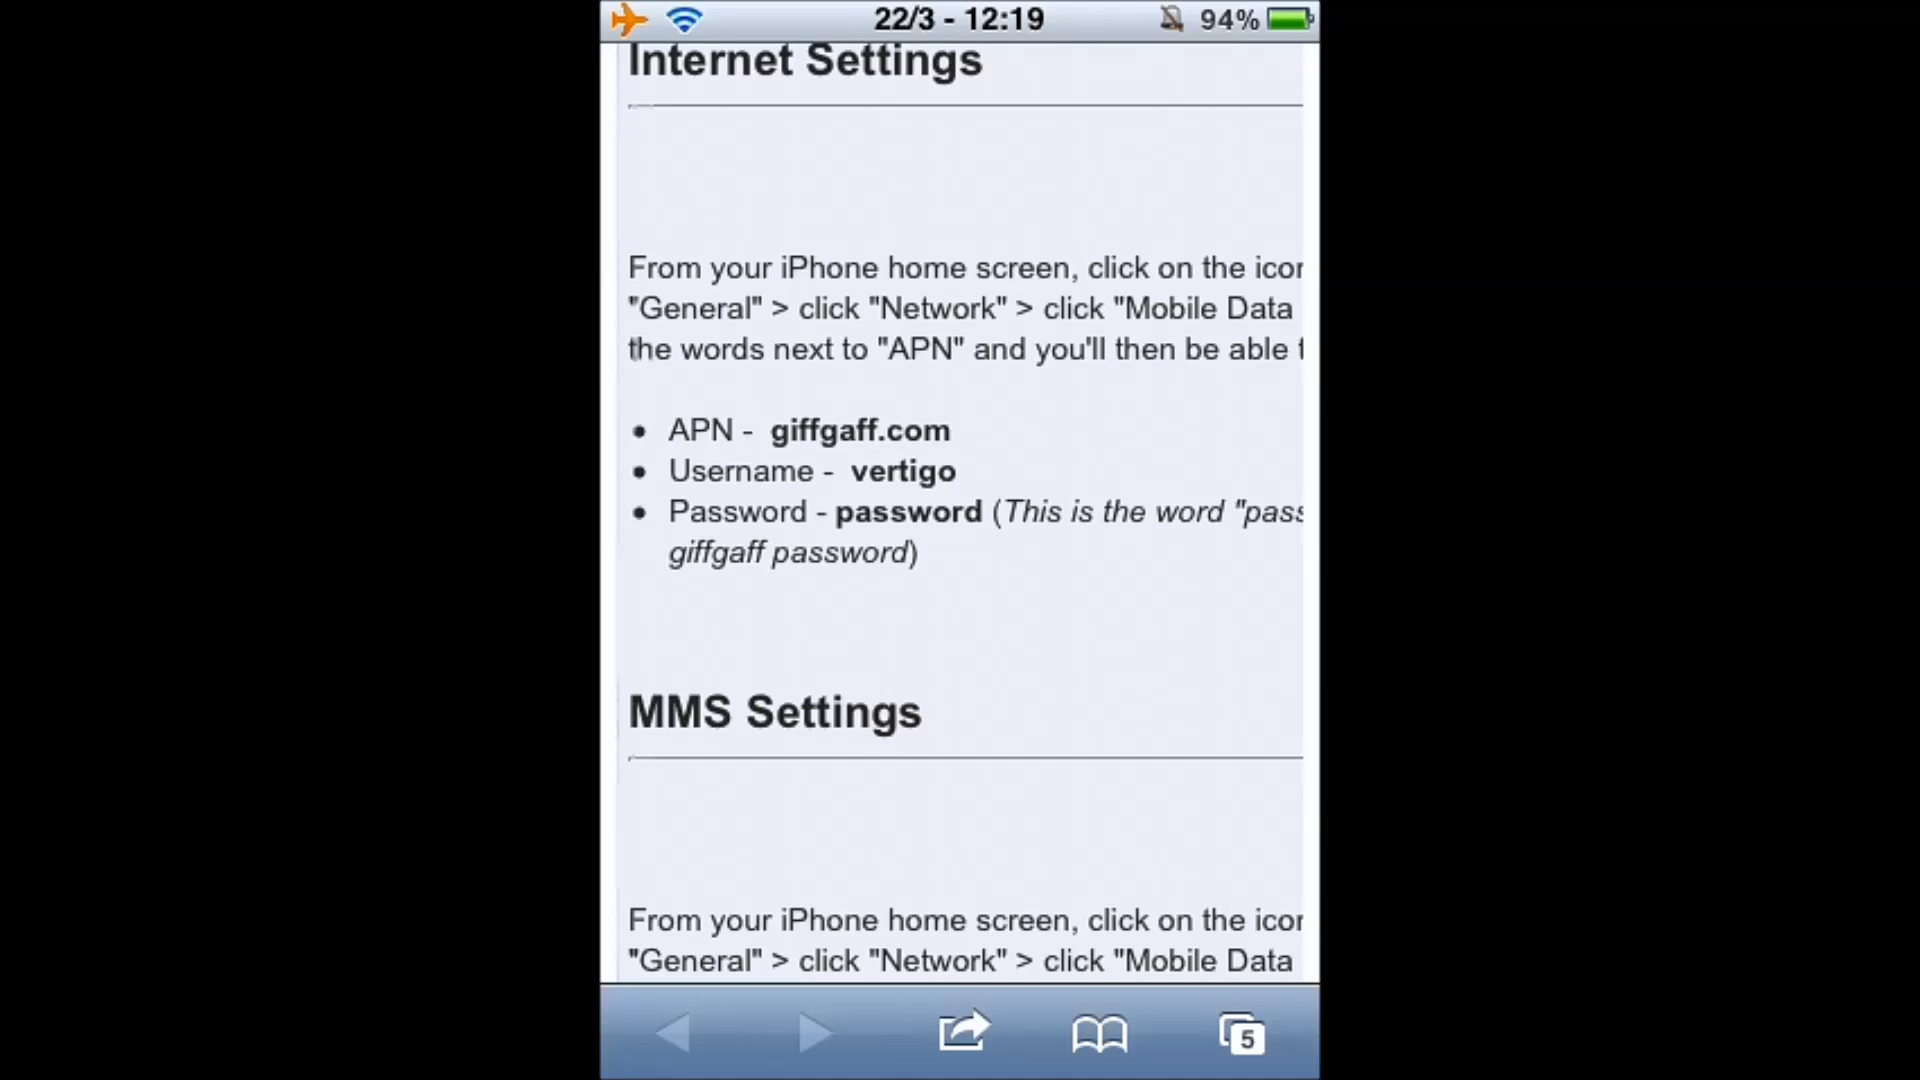 22/3 - 12:19
94%
Internet Settings
From your iPhone home screen, click on the
"General" > click "Network" > click "Mobile Data
the words next to "APN" and you'll then be able
• APN - giffgaff.com
• Username - vertigo
• Password - password (This is the word "pass
giffgaff password)
MMS Settings
From your iPhone home screen, click on the
"General" > click "Network" > click "Mobile Data
5